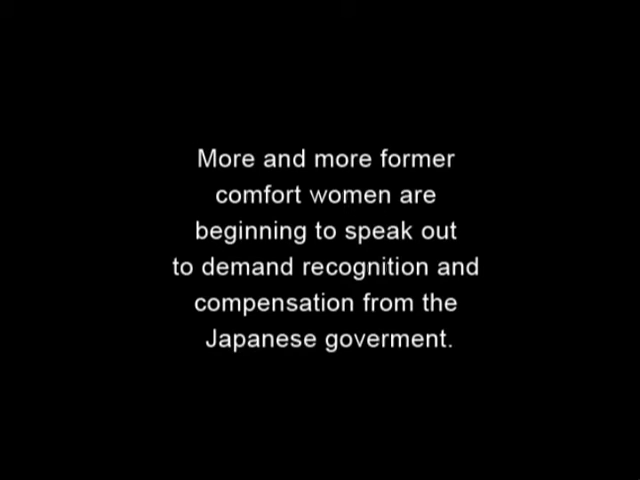 More and more former
comfort women are
beginning to speak out
to demand recognition and
compensation from the
Japanese goverment.